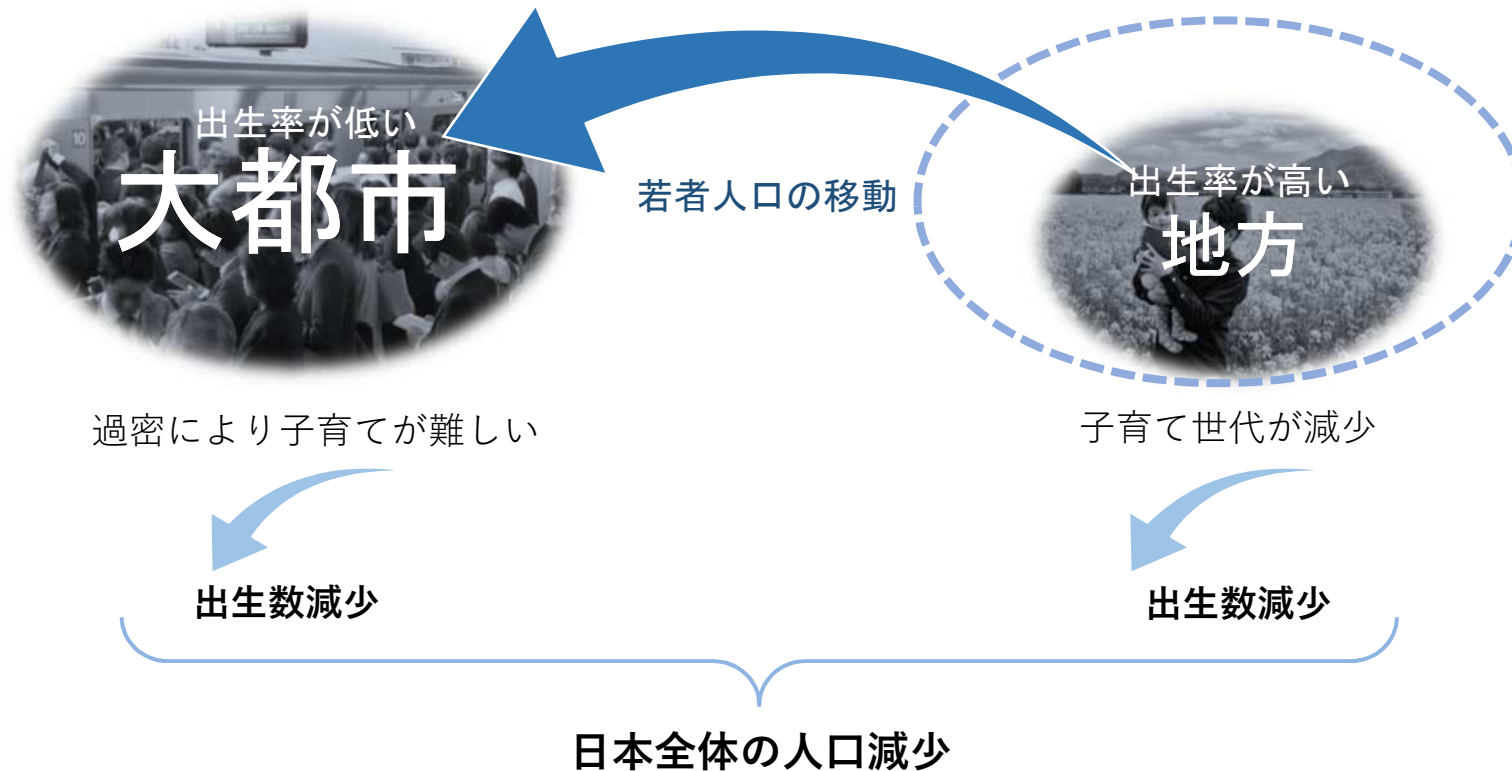 出生率が低い
大都市
10
若者人口の移動
出生率が高い
地方
過密により子育てが難しい
子育て世代が減少
出生数減少
出生数減少
日本全体の人口減少